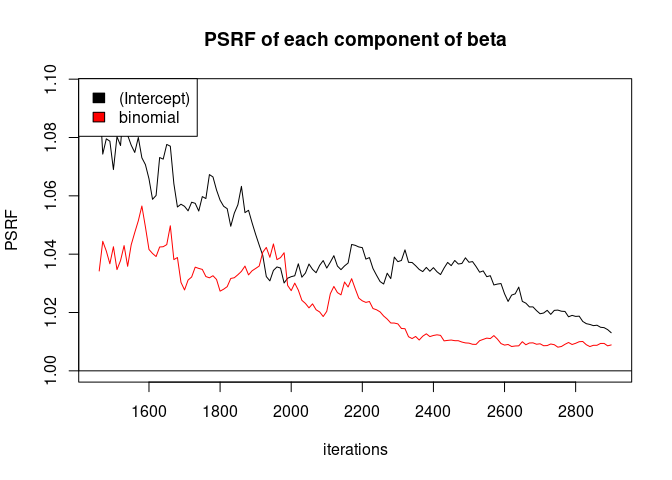 PSRF of each component of beta
(Intercept)
binomial
PSRF
1.10
1.08
1.06
1.04
1.02
1.00
1600 1800 2000 2200 2400 2600 2800
iterations